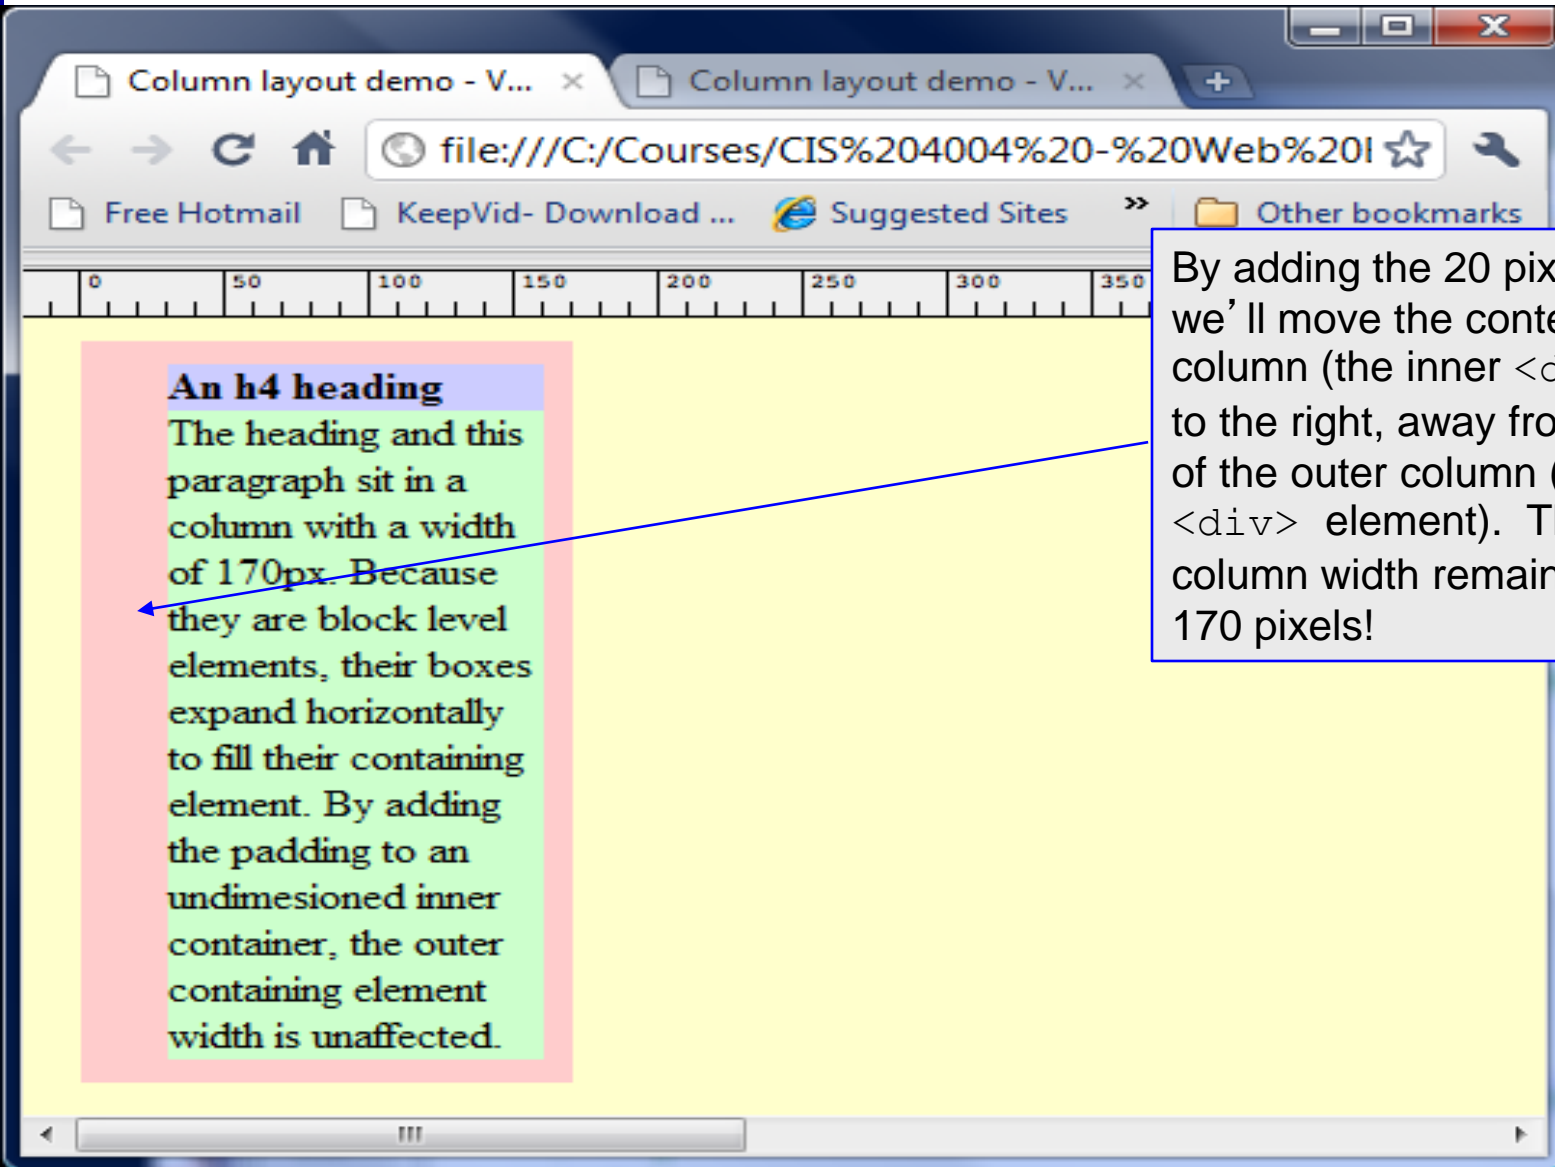 Column layout demo - V...
Column layout demo - V...
file:///C:/Courses/CIS%204004%20-%20Web%20
Free Hotmail
KeepVid- Download ...
Suggested Sites
»
Other bookmarks
0 50 100 150 200 250 300 350
An h4 heading
The heading and this
paragraph sit in a
column with a width
of 170px. Because
they are block level
elements, their boxes
expand horizontally
to fill their containing
element. By adding
the padding to an
undimesioned inner
container, the outer
containing element
width is unaffected.
By adding the 20 pix
we’ll move the conte
column (the inner <d
to the right, away fro
of the outer column (
<div> element). T
column width remain
170 pixels!